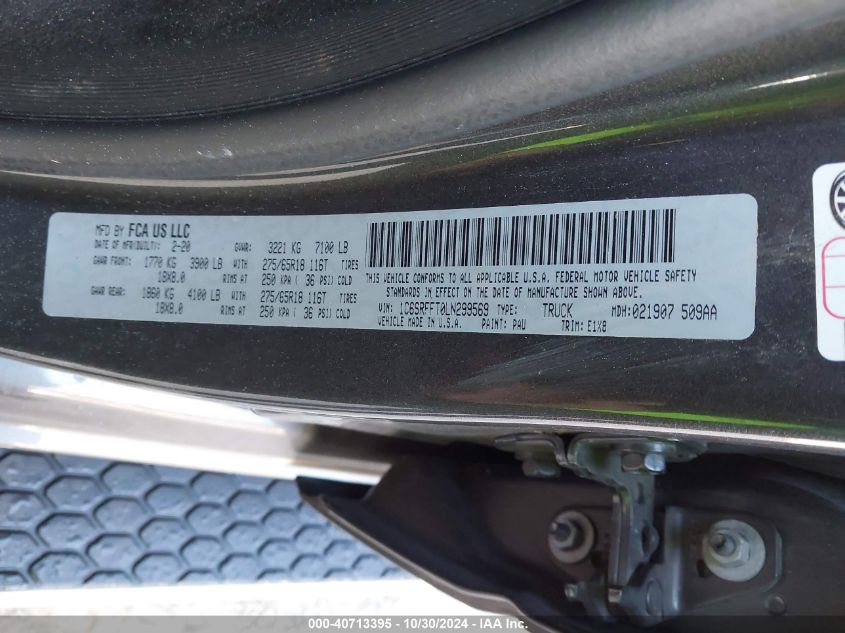 MFD BY FCA US LLC
DATE OF MFR(BUILT): 2-20 GVWR: 3221 KG 7100 LB
GAWR FRONT: 1770 KG 3900 LB WITH 275/65R18 116T TIRES
18X8.0 RIMS AT 250 KPA ( 36 PSI) COLD
GAWR REAR: 1860 KG 4100 LB WITH 275/65R18 116T TIRES
18X8.0 RIMS AT 250 KPA ( 36 PSI) COLD
THIS VEHICLE CONFORMS TO ALL APPLICABLE U.S.A. FEDERAL MOTOR VEHICLE SAFETY
STANDARDS IN EFFECT ON THE DATE OF MANUFACTURE SHOWN ABOVE.
VIN: 1C6SRFFT0LN299569 TYPE: TRUCK MDH:021907 509AA
VEHICLE MADE IN U.S.A. PAINT: PAU TRIM: E1X8
000-40713395 - 10/30/2024 - IAA Inc.